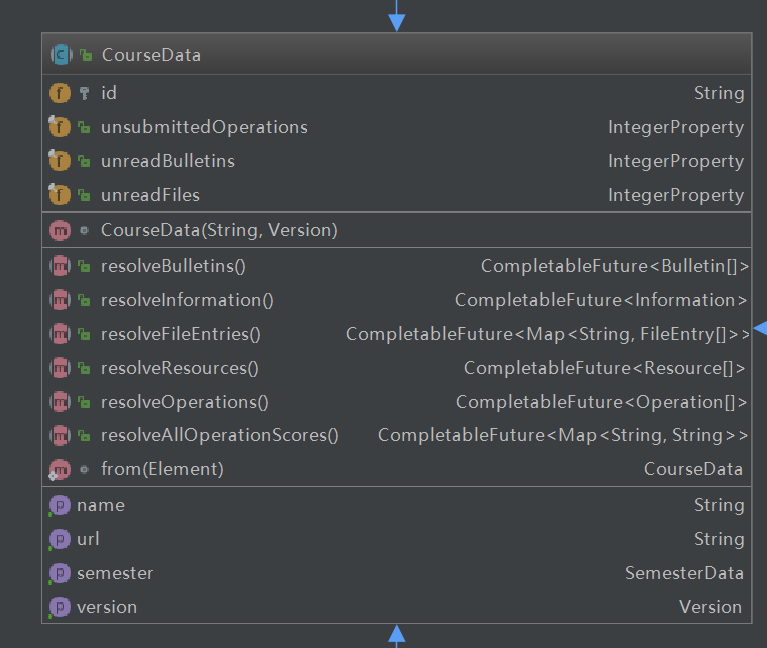 CourseData
id String
unsubmittedOperations IntegerProperty
unreadBulletins IntegerProperty
unreadFiles IntegerProperty
CourseData(String, Version)
resolveBulletins() CompletableFuture<Bulletin[]>
resolveInformation() CompletableFuture<Information>
resolveFileEntries() CompletableFuture<Map<String, FileEntry[]>>
resolveResources() CompletableFuture<Resource[]>
resolveOperations() CompletableFuture<Operation[]>
resolveAllOperationScores() CompletableFuture<Map<String, String>>
from(Element) CourseData
name String
url String
semester SemesterData
version Version